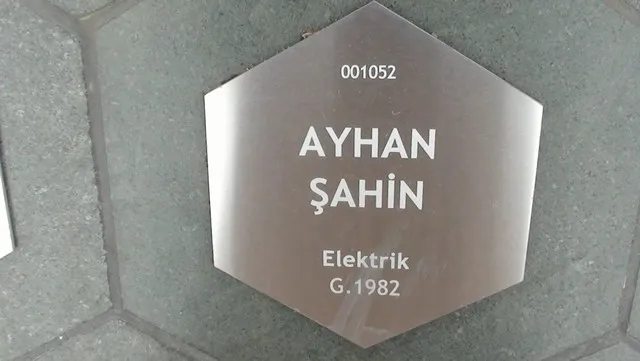 001052
AYHAN
ŞAHİN
Elektrik
G.1982